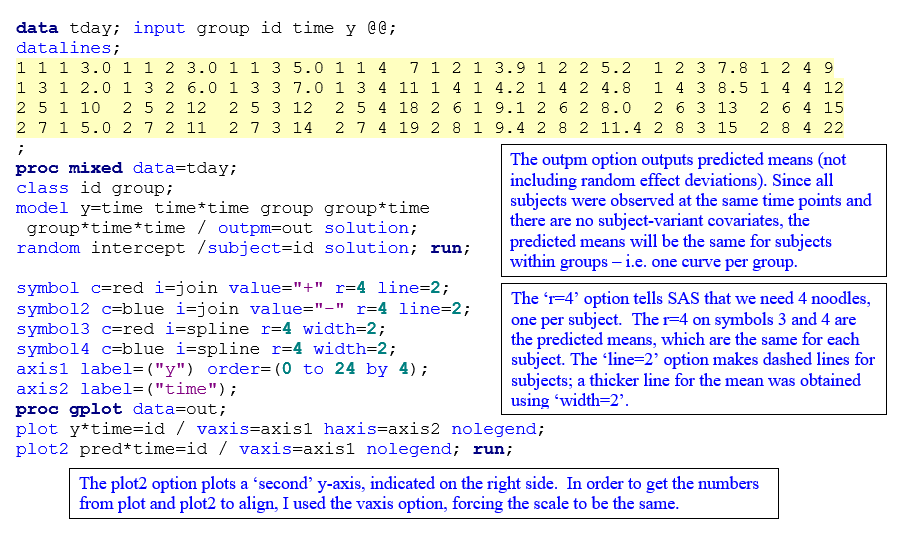 data tday; input group id time y @@;
datalines;
1 1 1 3.0 1 1 2 3.0 1 1 3 5.0 1 1 4  7 1 2 1 3.9 1 2 2 5.2  1 2 3 7.8 1 2 4 9
1 3 1 2.0 1 3 2 6.0 1 3 3 7.0 1 3 4 11 1 4 1 4.2 1 4 2 4.8  1 4 3 8.5 1 4 4 12
2 5 1 10  2 5 2 12  2 5 3 12  2 5 4 18 2 6 1 9.1 2 6 2 8.0  2 6 3 13  2 6 4 15
2 7 1 5.0 2 7 2 11  2 7 3 14  2 7 4 19 2 8 1 9.4 2 8 2 11.4 2 8 3 15  2 8 4 22
;
proc mixed data=tday;
class id group;
model y=time time*time group group*time
 group*time*time / outpm=out solution;
random intercept /subject=id solution; run;
The outpm option outputs predicted means (not
including random effect deviations). Since all
subjects were observed at the same time points and
there are no subject-variant covariates, the
predicted means will be the same for subjects
within groups – i.e. one curve per group.
symbol c=red i=join value="+" r=4 line=2;
symbol2 c=blue i=join value="-" r=4 line=2;
symbol3 c=red i=spline r=4 width=2;
symbol4 c=blue i=spline r=4 width=2;
axis1 label=("y") order=(0 to 24 by 4);
axis2 label=("time");
proc gplot data=out;
plot y*time=id / vaxis=axis1 haxis=axis2 nolegend;
plot2 pred*time=id / vaxis=axis1 nolegend; run;
The ‘r=4’ option tells SAS that we need 4 noodles,
one per subject.  The r=4 on symbols 3 and 4 are
the predicted means, which are the same for each
subject. The ‘line=2’ option makes dashed lines for
subjects; a thicker line for the mean was obtained
using ‘width=2’.
The plot2 option plots a ‘second’ y-axis, indicated on the right side.  In order to get the numbers
from plot and plot2 to align, I used the vaxis option, forcing the scale to be the same.